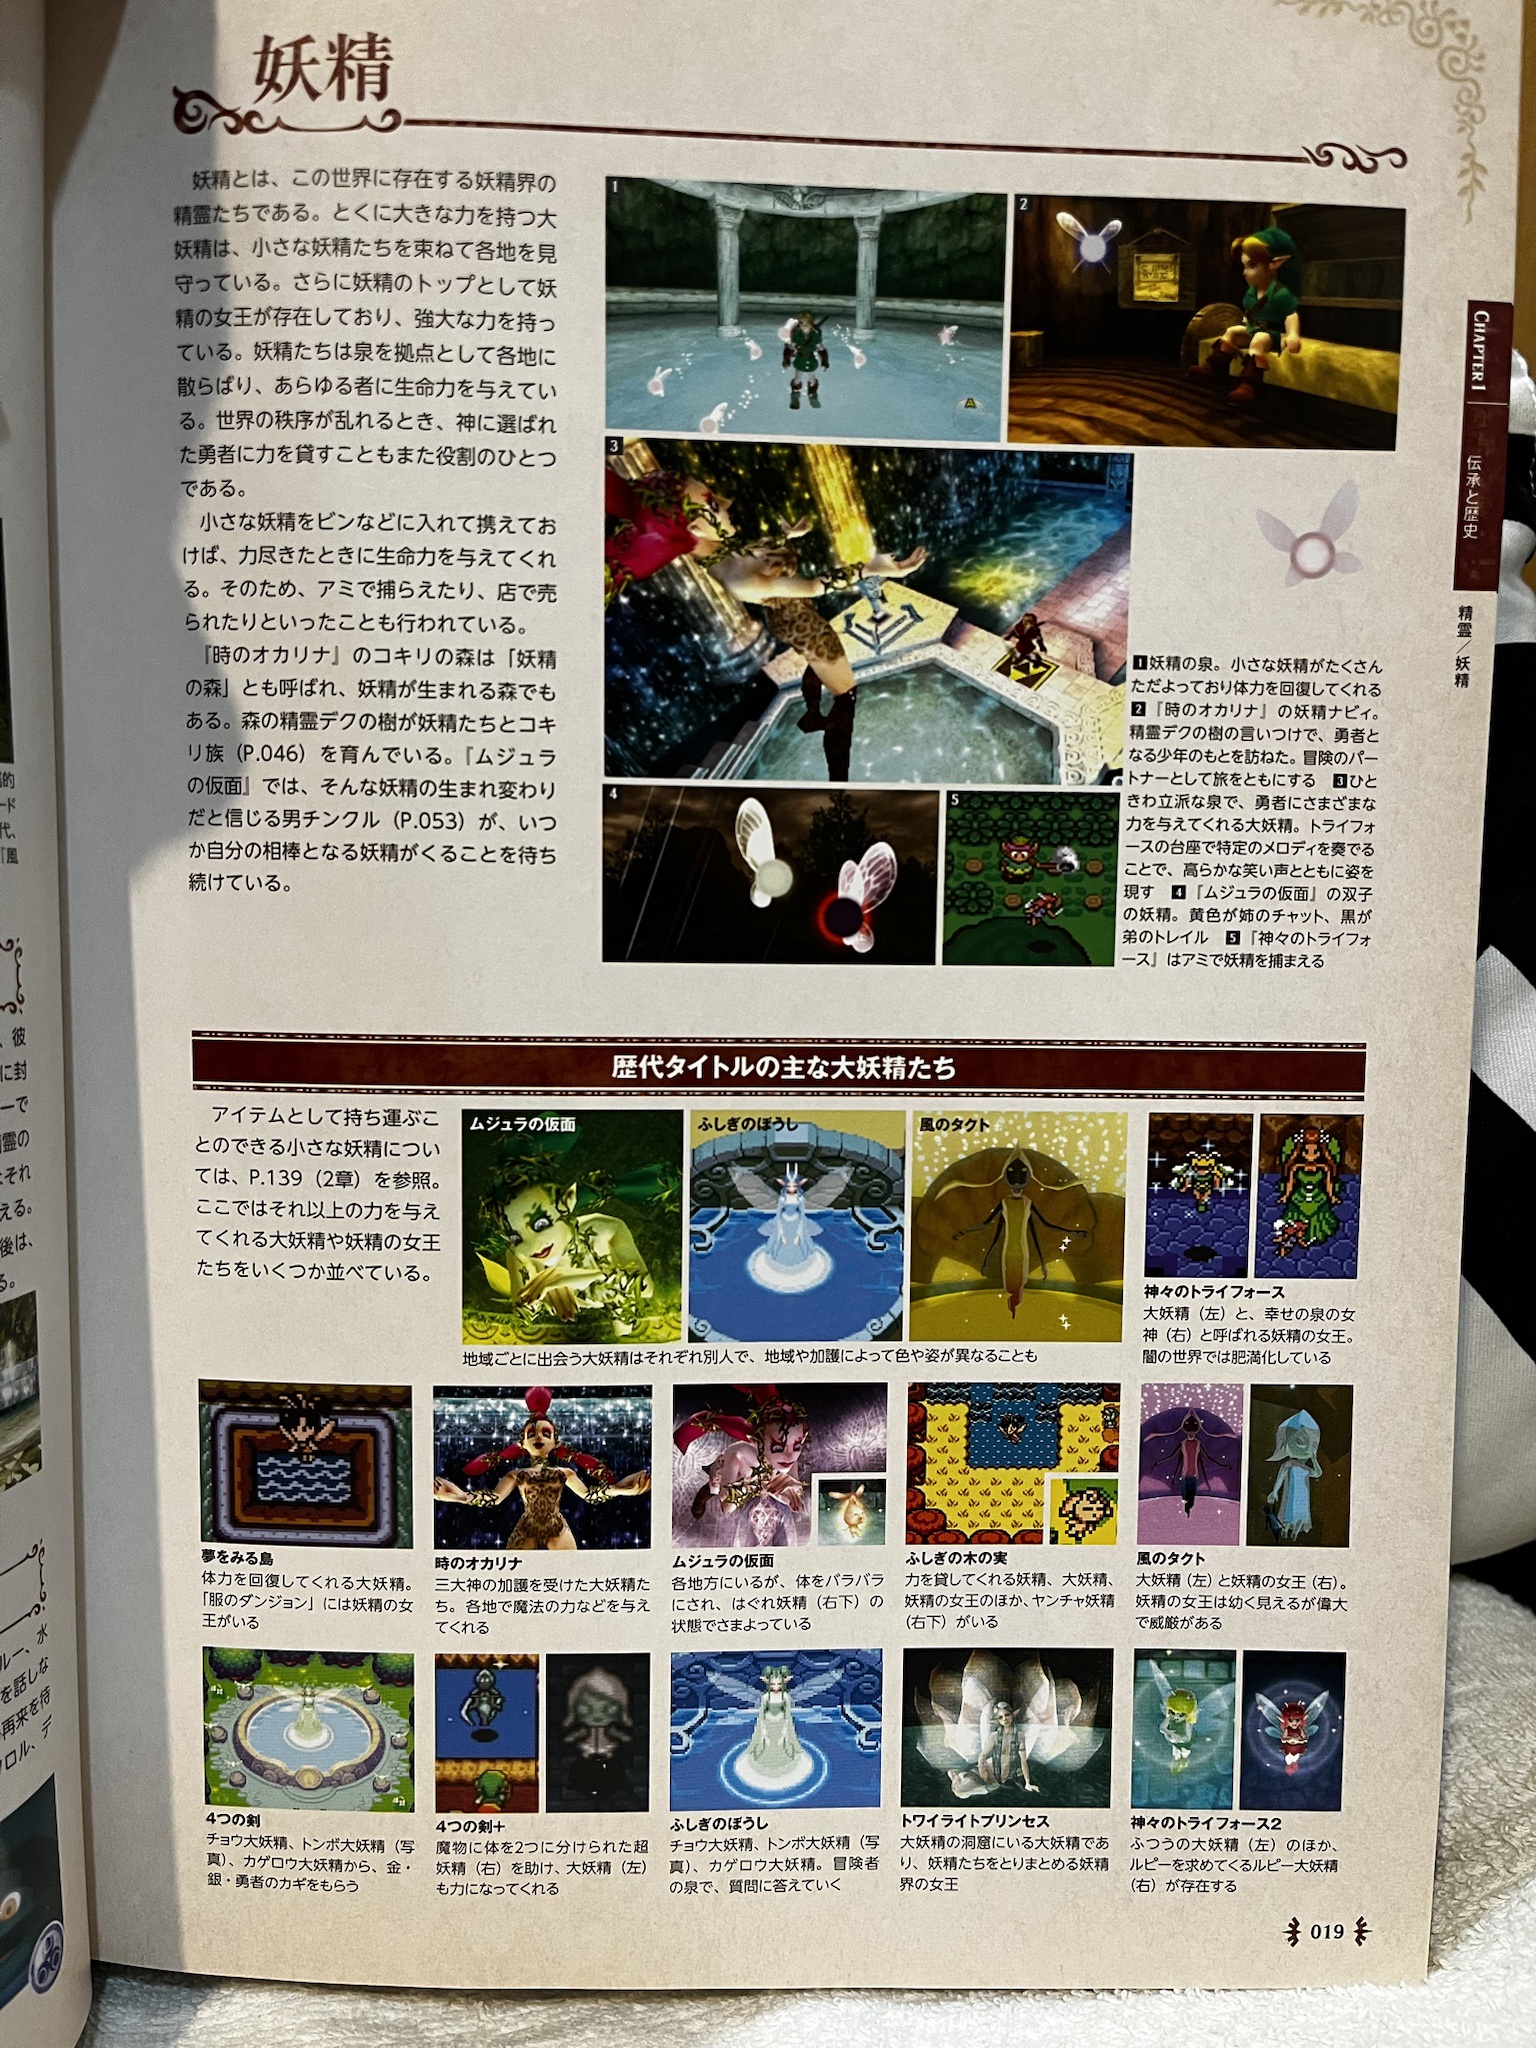 妖精
妖精とは、この世界に存在する妖精界の
精霊たちである。とくに大きな力を持つ大
妖精は、小さな妖精たちを束ねて各地を見
守っている。さらに妖精のトップとして妖
精の女王が存在しており、強大な力を持っ
ている。妖精たちは泉を拠点として各地に
散らばり、あらゆる者に生命力を与えてい
る。世界の秩序が乱れるとき、神に選ばれ
た勇者に力を貸すこともまた役割のひとつ
である。
小さな妖精をビンなどに入れて携えてお
けば、力尽きたときに生命力を与えてくれ
る。そのため、アミで捕らえたり、店で売
られたりといったことも行われている。
『時のオカリナ』のコキリの森は「妖精
の森」とも呼ばれ、妖精が生まれる森でも
ある。森の精霊デクの樹が妖精たちとコキ
リ族（P.046）を育んでいる。『ムジュラ
の仮面』では、そんな妖精の生まれ変わり
だと信じる男チンクル（P.053）が、いつ
か自分の相棒となる妖精がくることを待ち
続けている。
1
A
2
3
4
5
1妖精の泉。小さな妖精がたくさん
ただよっており体力を回復してくれる
2『時のオカリナ』の妖精ナビィ。
精霊デクの樹の言いつけで、勇者と
なる少年のもとを訪ねた。冒険のパー
トナーとして旅をともにする 3ひと
きわ立派な泉で、勇者にさまざまな
力を与えてくれる大妖精。トライフォ
ースの台座で特定のメロディを奏でる
ことで、高らかな笑い声とともに姿を
現す 4『ムジュラの仮面』の双子
の妖精。黄色が姉のチャット、黒が
弟のトレイル 5『神々のトライフォ
ース』はアミで妖精を捕まえる
CHAPTER 1
伝承と歴史
精霊／妖精
歴代タイトルの主な大妖精たち
アイテムとして持ち運ぶこ
とのできる小さな妖精につい
ては、P.139（2章）を参照。
ここではそれ以上の力を与え
てくれる大妖精や妖精の女王
たちをいくつか並べている。
ムジュラの仮面
ふしぎのぼうし
風のタクト
地域ごとに出会う大妖精はそれぞれ別人で、地域や加護によって色や姿が異なることも
神々のトライフォース
大妖精（左）と、幸せの泉の女
神（右）と呼ばれる妖精の女王。
闇の世界では肥満化している
夢をみる島
体力を回復してくれる大妖精。
「服のダンジョン」には妖精の女
王がいる
時のオカリナ
三大神の加護を受けた大妖精た
ち。各地で魔法の力などを与え
てくれる
ムジュラの仮面
各地方にいるが、体をバラバラ
にされ、はぐれ妖精（右下）の
状態でさまよっている
ふしぎの木の実
力を貸してくれる妖精、大妖精、
妖精の女王のほか、ヤンチャ妖精
（右下）がいる
風のタクト
大妖精（左）と妖精の女王（右）。
妖精の女王は幼く見えるが偉大
で威厳がある
4つの剣
チョウ大妖精、トンボ大妖精（写
真）、カゲロウ大妖精から、金・
銀・勇者のカギをもらう
4つの剣＋
魔物に体を2つに分けられた超
妖精（右）を助け、大妖精（左）
も力になってくれる
ふしぎのぼうし
チョウ大妖精、トンボ大妖精（写
真）、カゲロウ大妖精。冒険者
の泉で、質問に答えていく
トワイライトプリンセス
大妖精の洞窟にいる大妖精であ
り、妖精たちをとりまとめる妖精
界の女王
神々のトライフォース2
ふつうの大妖精（左）のほか、
ルピーを求めてくるルピー大妖精
（右）が存在する
019